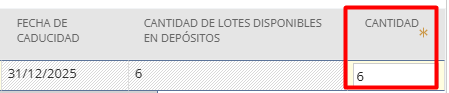 FECHA DE
CADUCIDAD
CANTIDAD DE LOTES DISPONIBLES
EN DEPÓSITOS
CANTIDAD *
31/12/2025
6
6